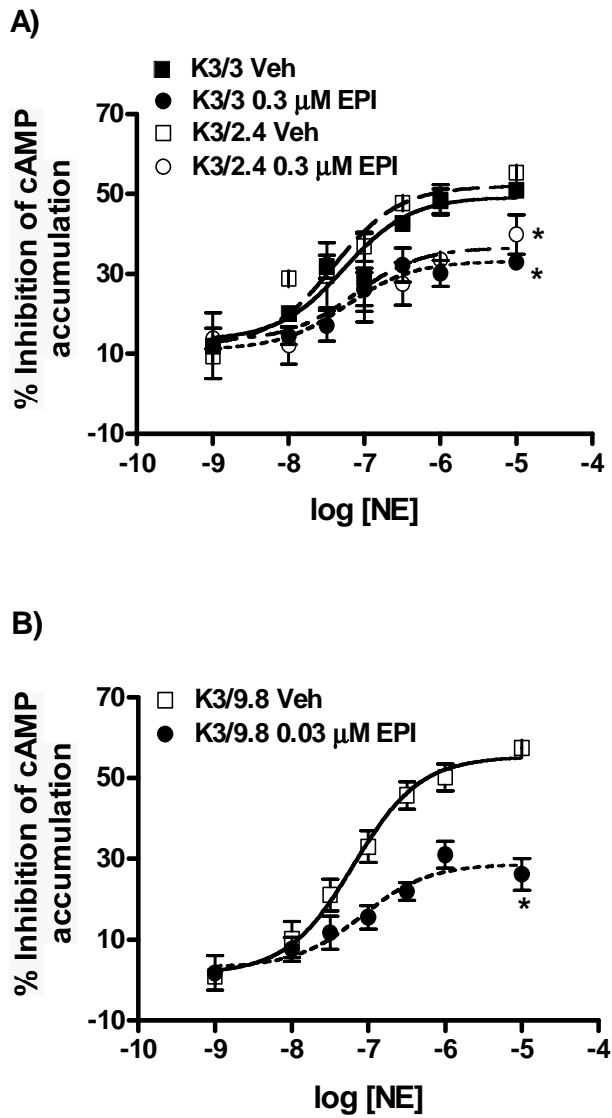 A)
K3/3 Veh
K3/3 0.3 μM EPI
K3/2.4 Veh
K3/2.4 0.3 μM EPI
% Inhibition of cAMP
accumulation
70
50
30
10
-10
*
*
-10 -9 -8 -7 -6 -5 -4
log [NE]
B)
K3/9.8 Veh
K3/9.8 0.03 μM EPI
% Inhibition of cAMP
accumulation
70
50
30
10
-10
*
-10 -9 -8 -7 -6 -5 -4
log [NE]